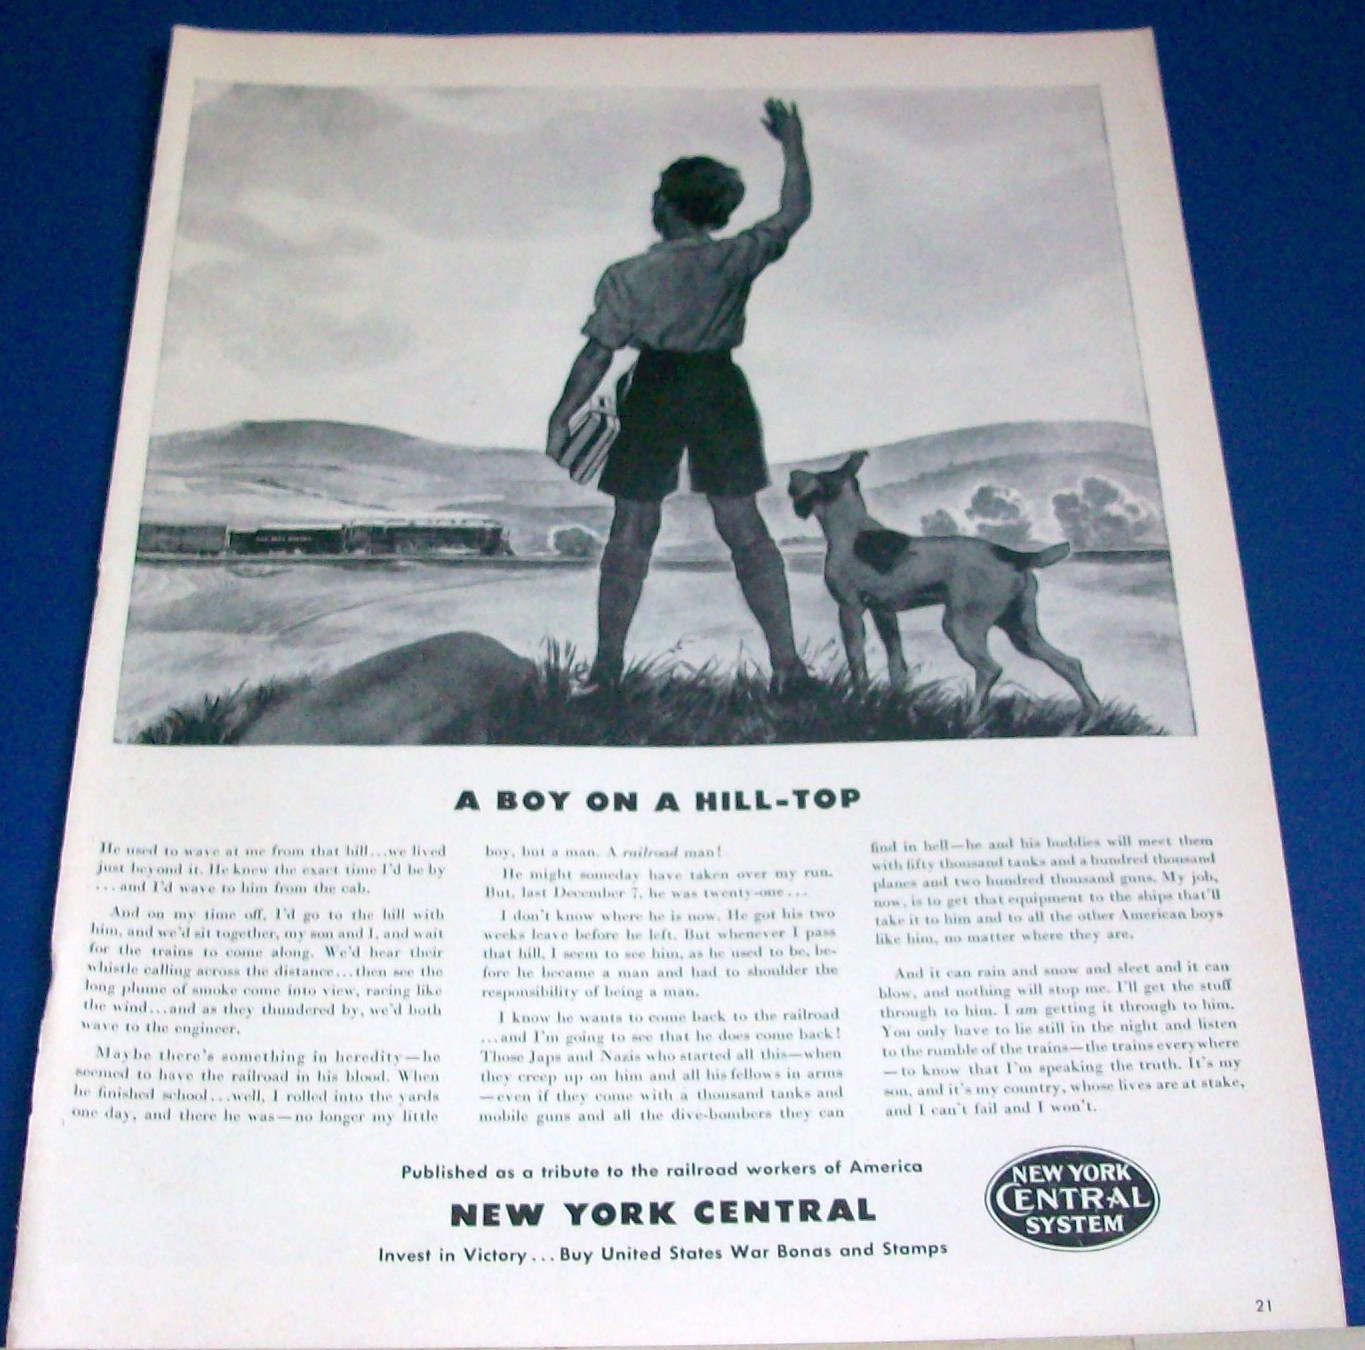 A BOY ON A HILL-TOP
He used to wave at me from that hill...we lived
just beyond it. He knew the exact time I'd be by
...and I'd wave to him from the cab.
And on my time off, I'd go to the hill with
him, and we'd sit together, my son and I, and wait
for the trains to come along. We'd hear their
whistle calling across the distance...then see the
long plume of smoke come into view, racing like
the wind...and as they thundered by, we'd both
wave to the engineer.
Maybe there's something in heredity—he
seemed to have the railroad in his blood. When
he finished school...well, I rolled into the yards
one day, and there he was—no longer my little
boy, but a man. A railroad man!
He might someday have taken over my run.
But, last December 7, he was twenty-one...
I don't know where he is now. He got his two
weeks leave before he left. But whenever I pass
that hill, I seem to see him, as he used to be, be-
fore he became a man and had to shoulder the
responsibility of being a man.
I know he wants to come back to the railroad
...and I'm going to see that he does come back!
Those Japs and Nazis who started all this—when
they creep up on him and all his fellows in arms
—even if they come with a thousand tanks and
mobile guns and all the dive-bombers they can
find in hell—he and his buddies will meet them
with fifty thousand tanks and a hundred thousand
planes and two hundred thousand guns. My job,
now, is to get that equipment to the ships that'll
take it to him and to all the other American boys
like him, no matter where they are.
And it can rain and snow and sleet and it can
blow, and nothing will stop me. I'll get the stuff
through to him. I am getting it through to him.
You only have to lie still in the night and listen
to the rumble of the trains—the trains everywhere
—to know that I'm speaking the truth. It's my
son, and it's my country, whose lives are at stake,
and I can't fail and I won't.
Published as a tribute to the railroad workers of America
NEW YORK CENTRAL
Invest in Victory...Buy United States War Bonds and Stamps
NEW YORK
CENTRAL
SYSTEM
21